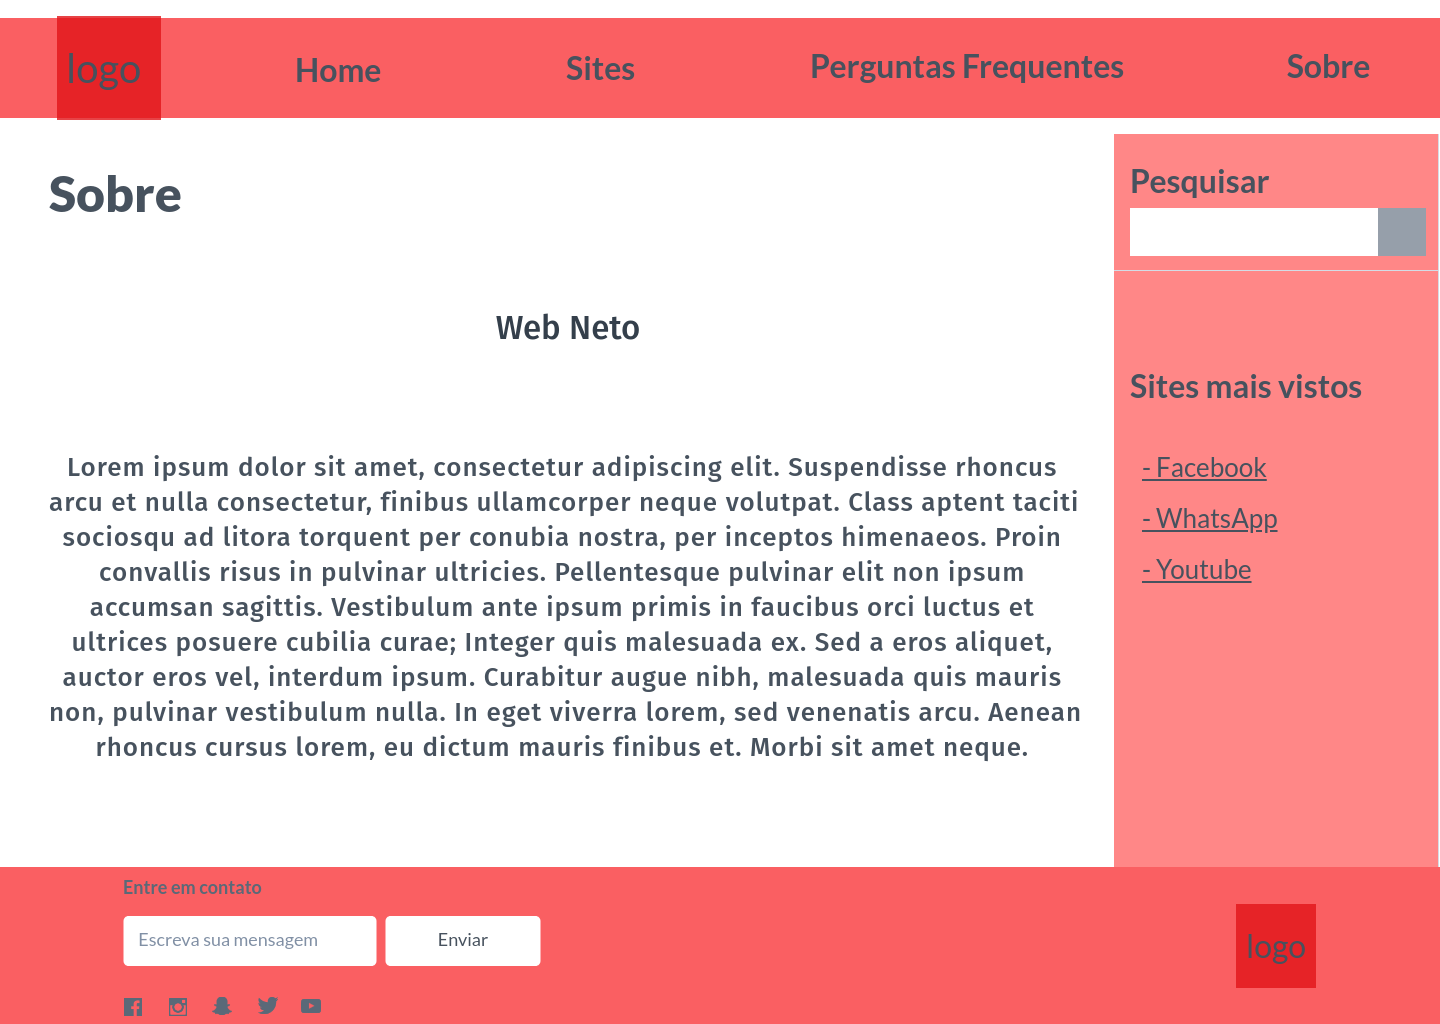 logo
Home
Sites
Perguntas Frequentes
Sobre
Sobre
Web Neto
Lorem ipsum dolor sit amet, consectetur adipiscing elit. Suspendisse rhoncus
arcu et nulla consectetur, finibus ullamcorper neque volutpat. Class aptent taciti
sociosqu ad litora torquent per conubia nostra, per inceptos himenaeos. Proin
convallis risus in pulvinar ultricies. Pellentesque pulvinar elit non ipsum
accumsan sagittis. Vestibulum ante ipsum primis in faucibus orci luctus et
ultrices posuere cubilia curae; Integer quis malesuada ex. Sed a eros aliquet,
auctor eros vel, interdum ipsum. Curabitur augue nibh, malesuada quis mauris
non, pulvinar vestibulum nulla. In eget viverra lorem, sed venenatis arcu. Aenean
rhoncus cursus lorem, eu dictum mauris finibus et. Morbi sit amet neque.
Pesquisar
Sites mais vistos
- Facebook
- WhatsApp
- Youtube
Entre em contato
Escreva sua mensagem
Enviar
logo